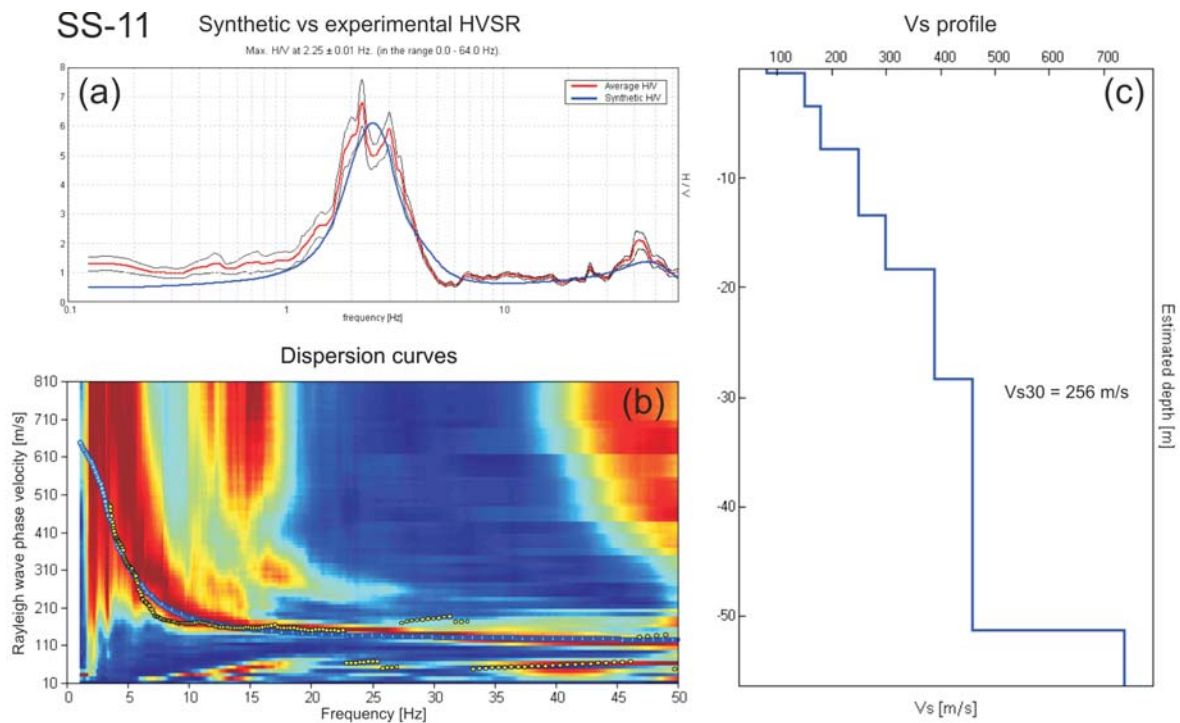 SS-11
Synthetic vs experimental HVSR
Max. H/V at 2.25 ± 0.01 Hz. (in the range 0.0 - 64.0 Hz).
(a)
Average H/V
Synthetic H/V
8
7
6
5
4
3
2
1
0
0.1
1
10
frequency [Hz]
H / V
Dispersion curves
(b)
810
710
610
510
410
310
210
110
10
0
5
10
15
20
25
30
35
40
45
50
Rayleigh wave phase velocity [m/s]
Frequency [Hz]
Vs profile
100
200
300
400
500
600
700
(c)
-10
-20
-30
-40
-50
Vs30 = 256 m/s
Estimated depth
[m]
Vs [m/s]